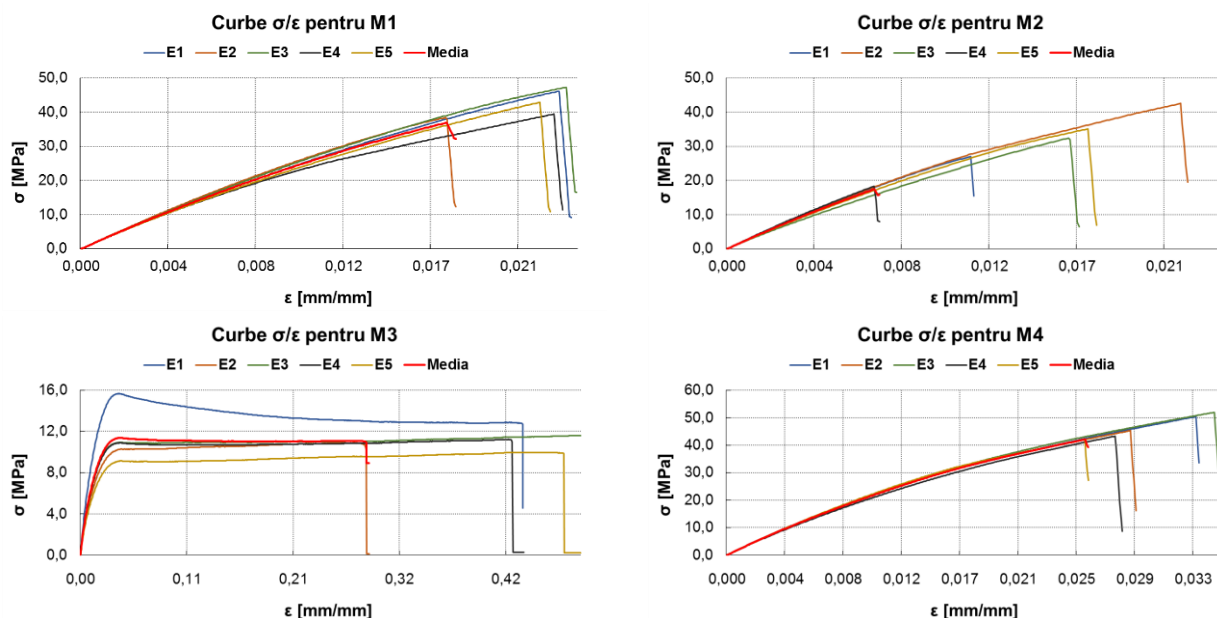 Curbe σ/ε pentru M1
E1 E2 E3 E4 E5 Media
50,0
40,0
30,0
20,0
10,0
0,0
σ [MPa]
0,000 0,004 0,008 0,012 0,017 0,021
ε [mm/mm]
Curbe σ/ε pentru M2
E1 E2 E3 E4 E5 Media
50,0
40,0
30,0
20,0
10,0
0,0
σ [MPa]
0,000 0,004 0,008 0,012 0,017 0,021
ε [mm/mm]
Curbe σ/ε pentru M3
E1 E2 E3 E4 E5 Media
16,0
12,0
8,0
4,0
0,0
σ [MPa]
0,00 0,11 0,21 0,32 0,42
ε [mm/mm]
Curbe σ/ε pentru M4
E1 E2 E3 E4 E5 Media
60,0
50,0
40,0
30,0
20,0
10,0
0,0
σ [MPa]
0,000 0,004 0,008 0,012 0,017 0,021 0,025 0,029 0,033
ε [mm/mm]